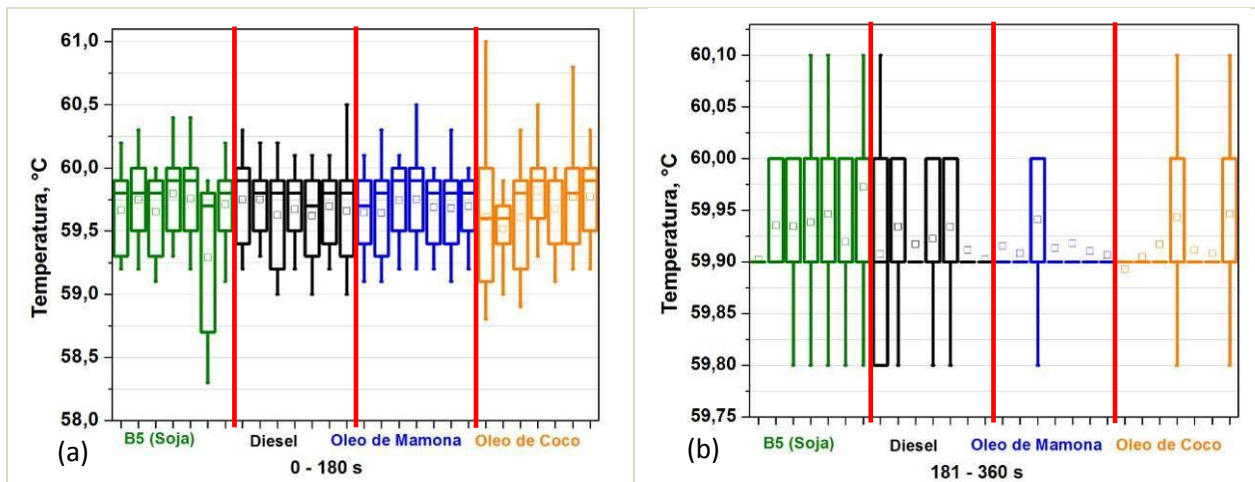 Temperatura, °C
61,0
60,5
60,0
59,5
59,0
58,5
58,0
B5 (Soja) Diesel Oleo de Mamona Oleo de Coco
(a)
0 - 180 s
Temperatura, °C
60,10
60,05
60,00
59,95
59,90
59,85
59,80
59,75
B5 (Soja) Diesel Oleo de Mamona Oleo de Coco
(b)
181 - 360 s